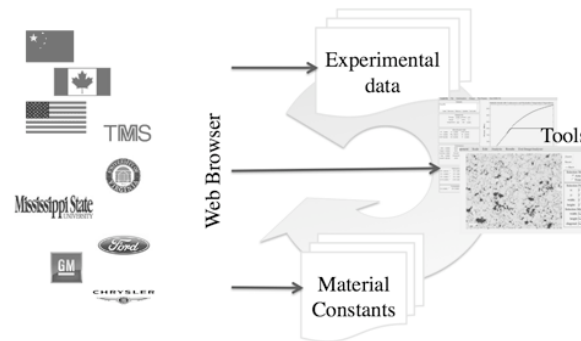 Experimental
data
TMS
Tools
Web Browser
Mississippi State
UNIVERSITY
Ford
GM
CHRYSLER
Material
Constants